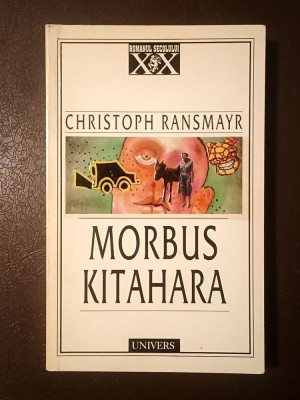 ROMANUL SECOLULUI
XX
CHRISTOPH RANSMAYR
MORBUS
KITAHARA
UNIVERS